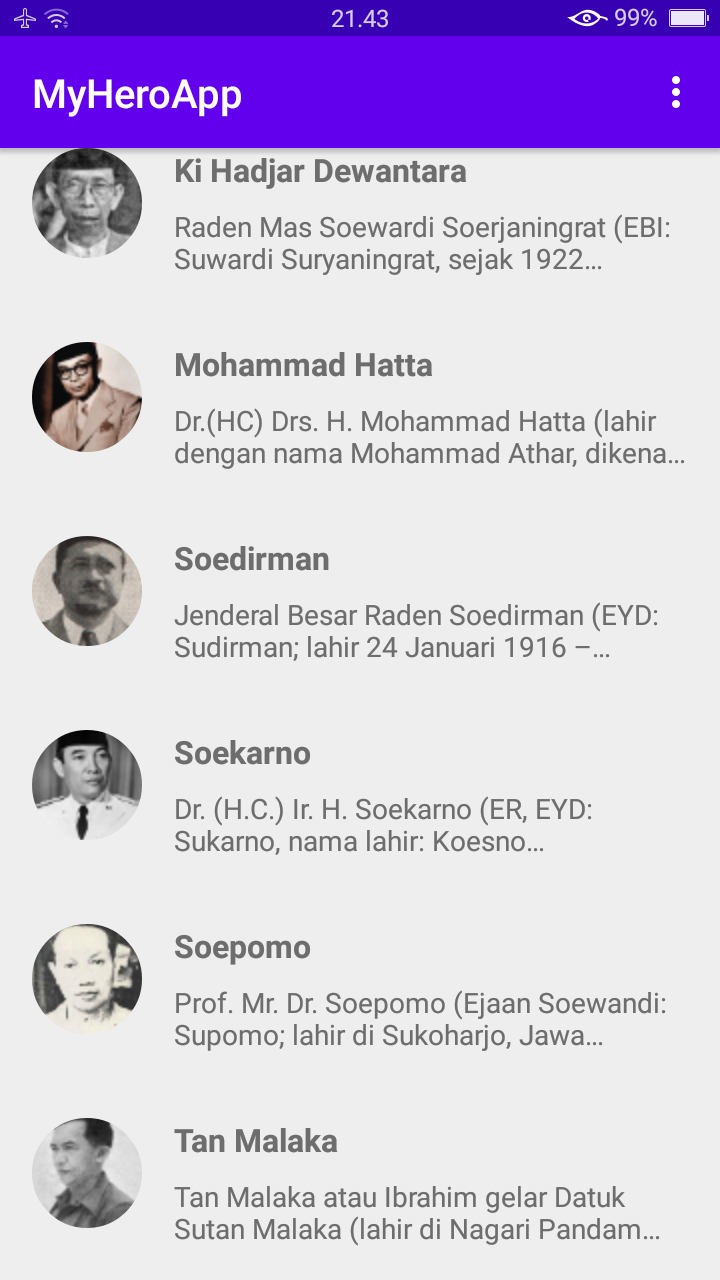 21.43
99%
MyHeroApp
Ki Hadjar Dewantara
Raden Mas Soewardi Soerjaningrat (EBI:
Suwardi Suryaningrat, sejak 1922…
Mohammad Hatta
Dr.(HC) Drs. H. Mohammad Hatta (lahir
dengan nama Mohammad Athar, dikena…
Soedirman
Jenderal Besar Raden Soedirman (EYD:
Sudirman; lahir 24 Januari 1916 –…
Soekarno
Dr. (H.C.) Ir. H. Soekarno (ER, EYD:
Sukarno, nama lahir: Koesno…
Soepomo
Prof. Mr. Dr. Soepomo (Ejaan Soewandi:
Supomo; lahir di Sukoharjo, Jawa…
Tan Malaka
Tan Malaka atau Ibrahim gelar Datuk
Sutan Malaka (lahir di Nagari Pandam…